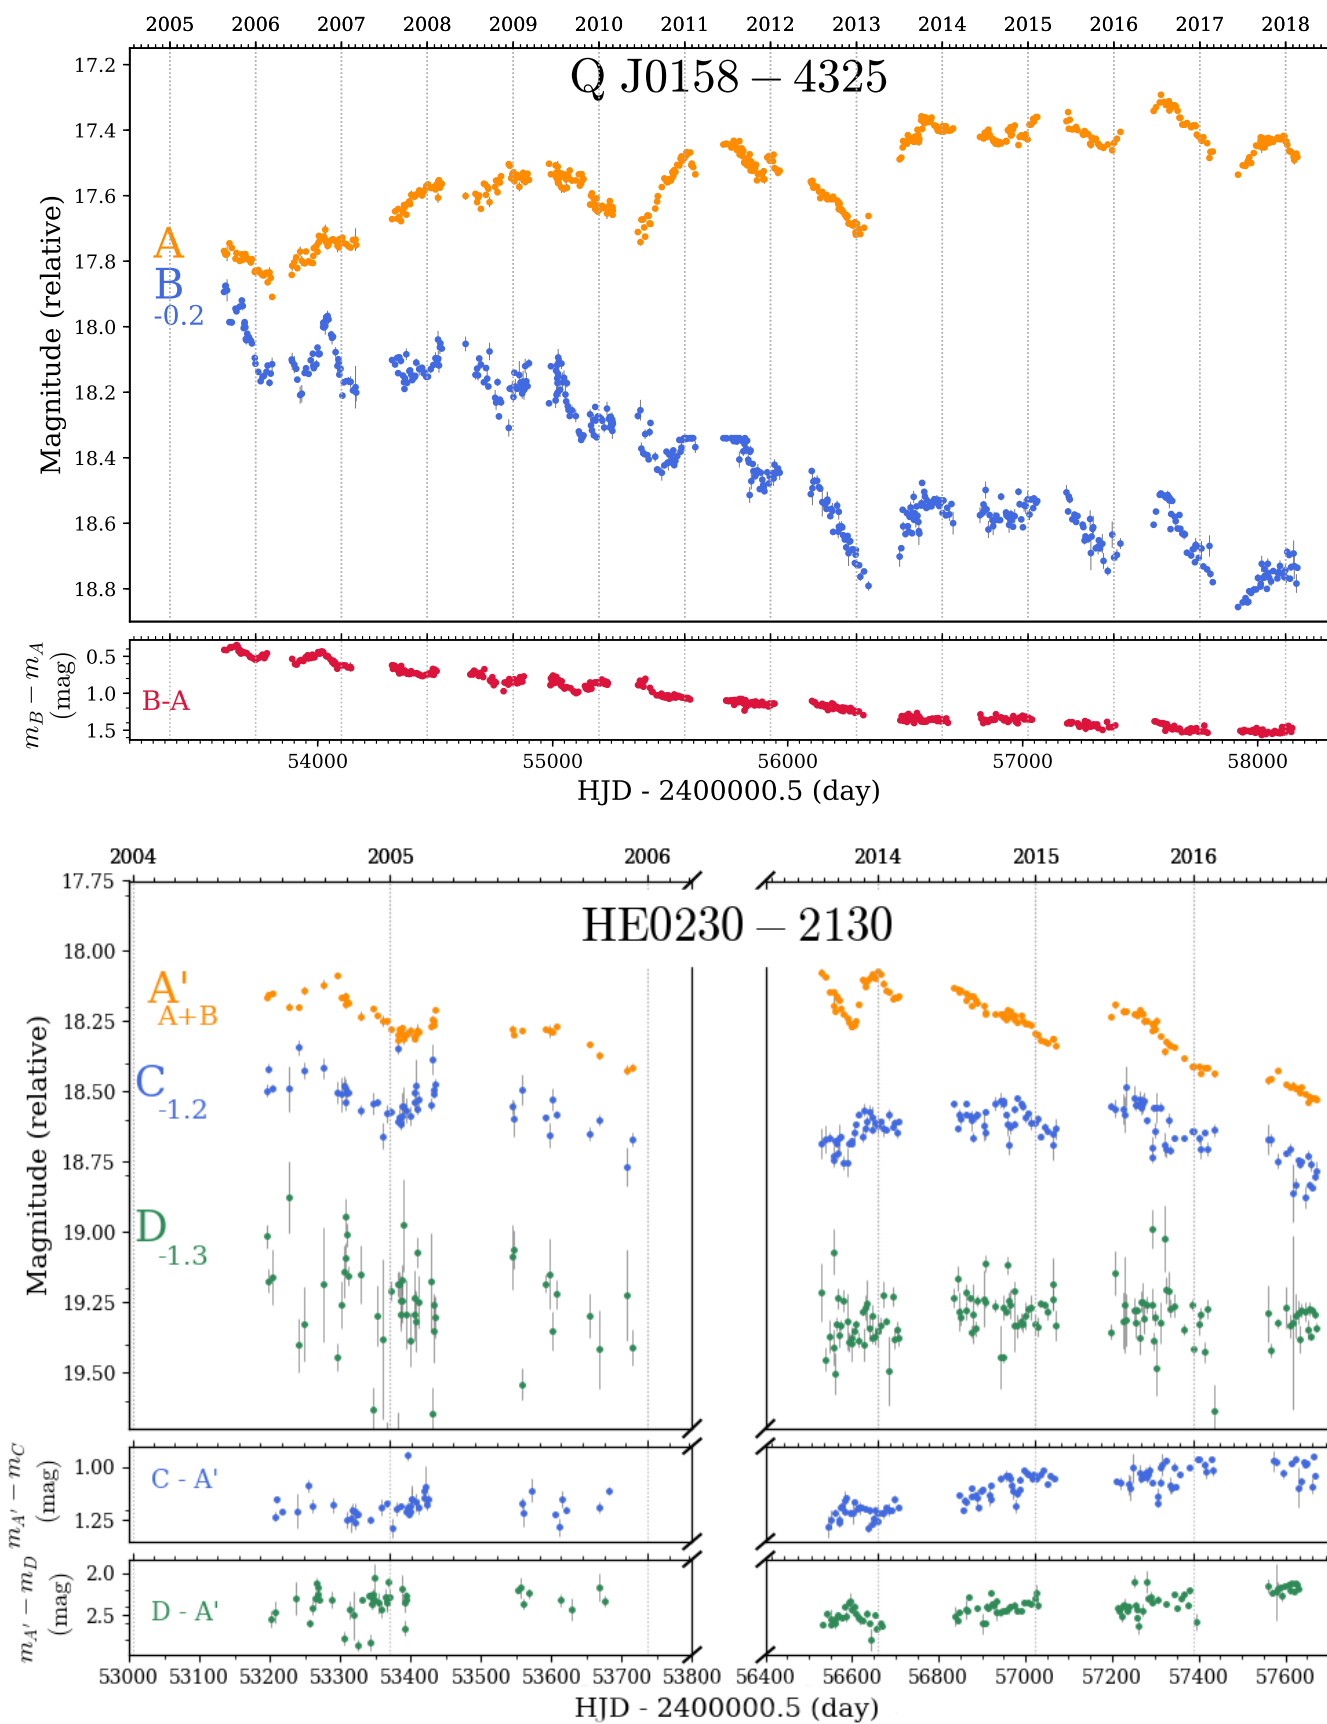 2005 2006 2007 2008 2009 2010 2011 2012 2013 2014 2015 2016 2017 2018
Q J0158 – 4325
17.2
17.4
17.6
17.8
18.0
18.2
18.4
18.6
18.8
Magnitude (relative)
A
B
-0.2
0.5
1.0
1.5
m_B − m_A
(mag)
B-A
54000 55000 56000 57000 58000
HJD - 2400000.5 (day)
2004 2005 2006 2014 2015 2016
HE0230 – 2130
17.75
18.00
18.25
18.50
18.75
19.00
19.25
19.50
Magnitude (relative)
A'
A+B
C
-1.2
D
-1.3
1.00
1.25
m_A' − m_C
(mag)
C - A'
2.0
2.5
m_A' − m_D
(mag)
D - A'
53000 53100 53200 53300 53400 53500 53600 53700 53800 56400 56600 56800 57000 57200 57400 57600
HJD - 2400000.5 (day)